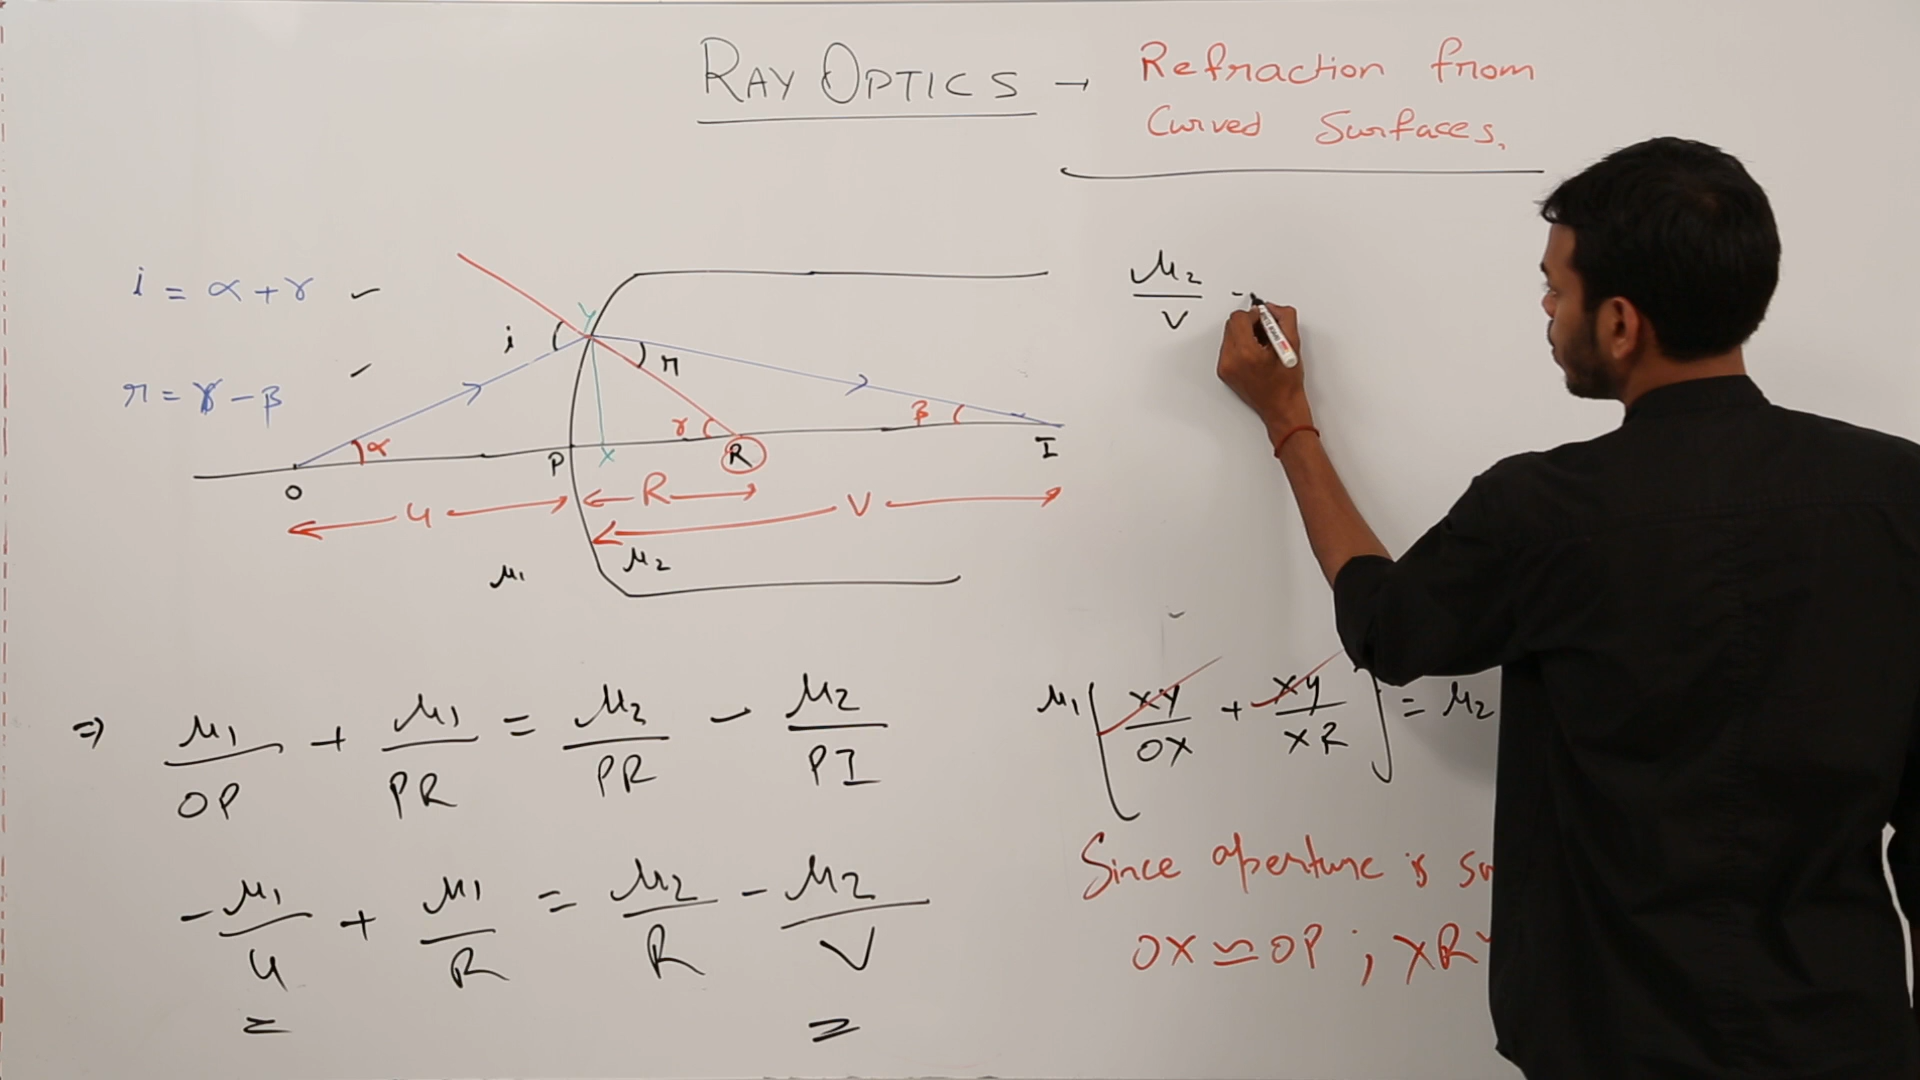 RAY OPTICS → Refraction from
Curved Surfaces.
i = α + γ
r = γ - β
i
Y
r
α
γ
β
O
P
X
R
I
u
R
V
μ1
μ2
μ2/V -
⇒ μ1/OP + μ1/PR = μ2/PR - μ2/PI
-μ1/u + μ1/R = μ2/R - μ2/V
μ1[XY/OX + XY/XR] = μ2
Since aperture is
OX ≃ OP ; XR